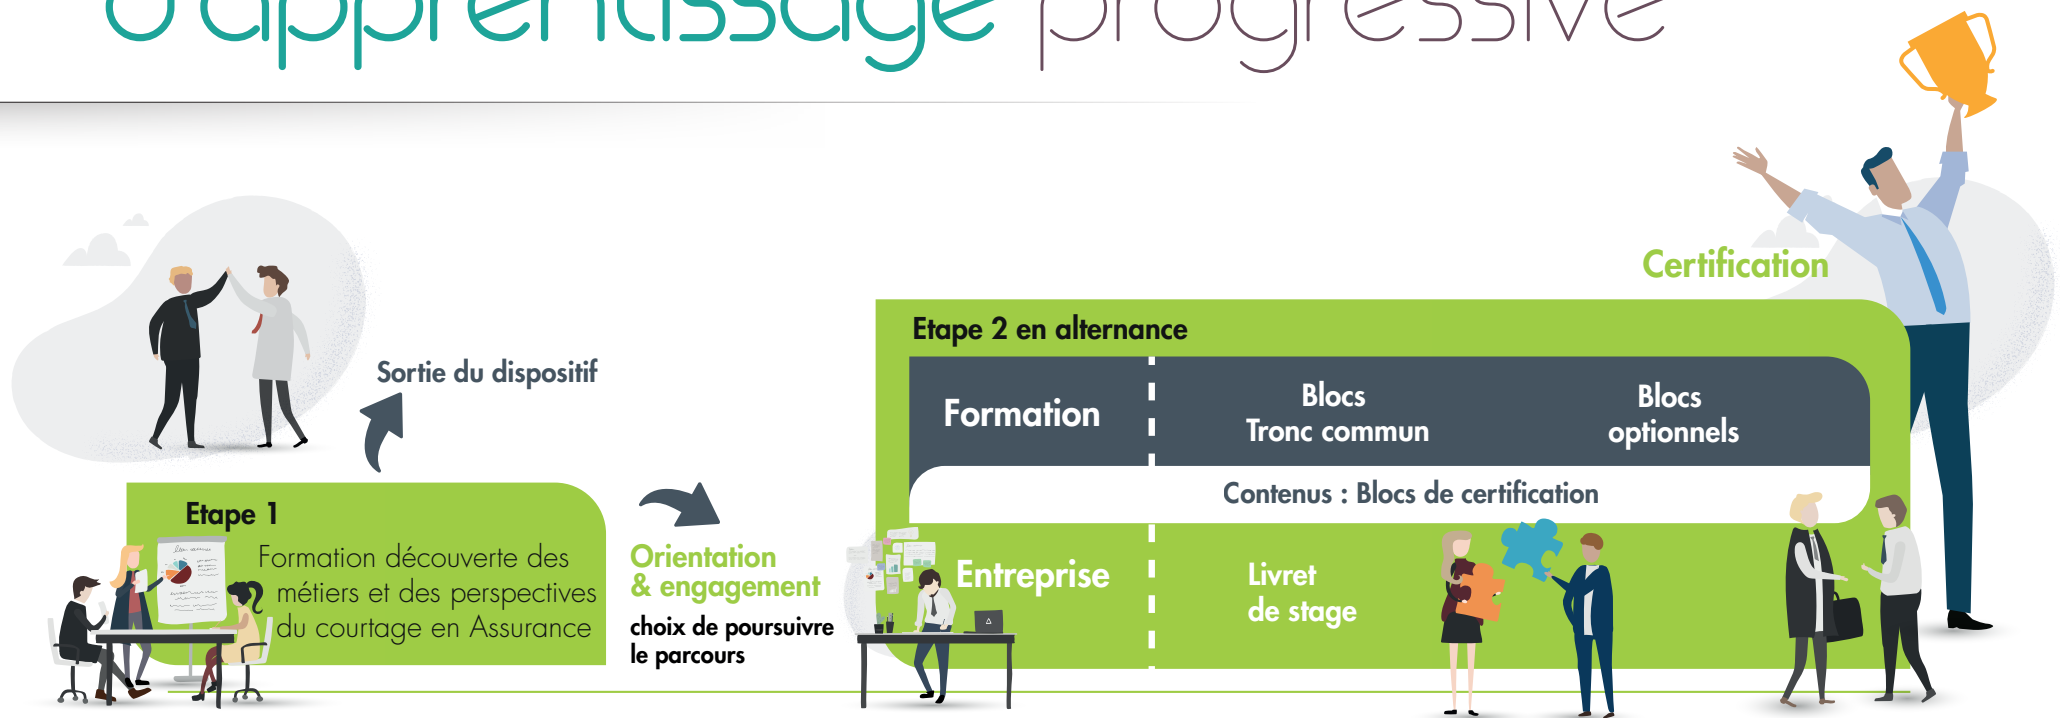 d'apprentissage progressive
Certification
Etape 2 en alternance
Sortie du dispositif
Formation
Blocs
Tronc commun
Blocs
optionnels
Contenus : Blocs de certification
Etape 1
Formation découverte des
métiers et des perspectives
du courtage en Assurance
Orientation
& engagement
choix de poursuivre
le parcours
Entreprise
Livret
de stage